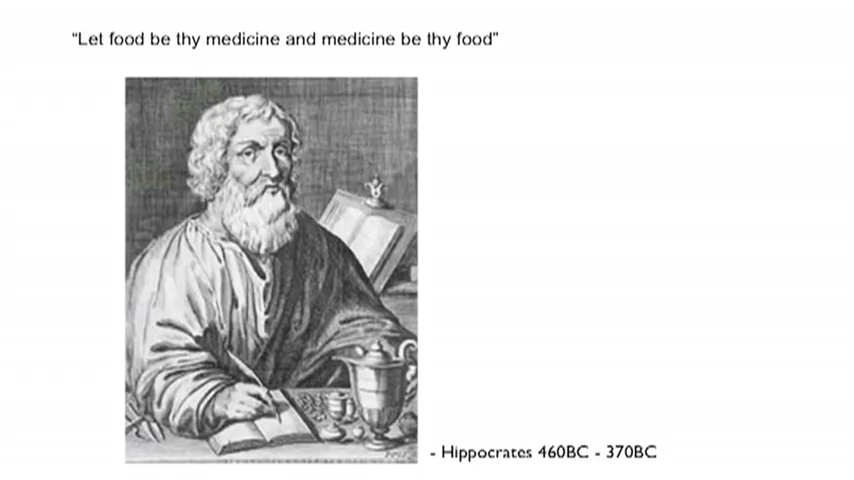 “Let food be thy medicine and medicine be thy food”
- Hippocrates 460BC - 370BC